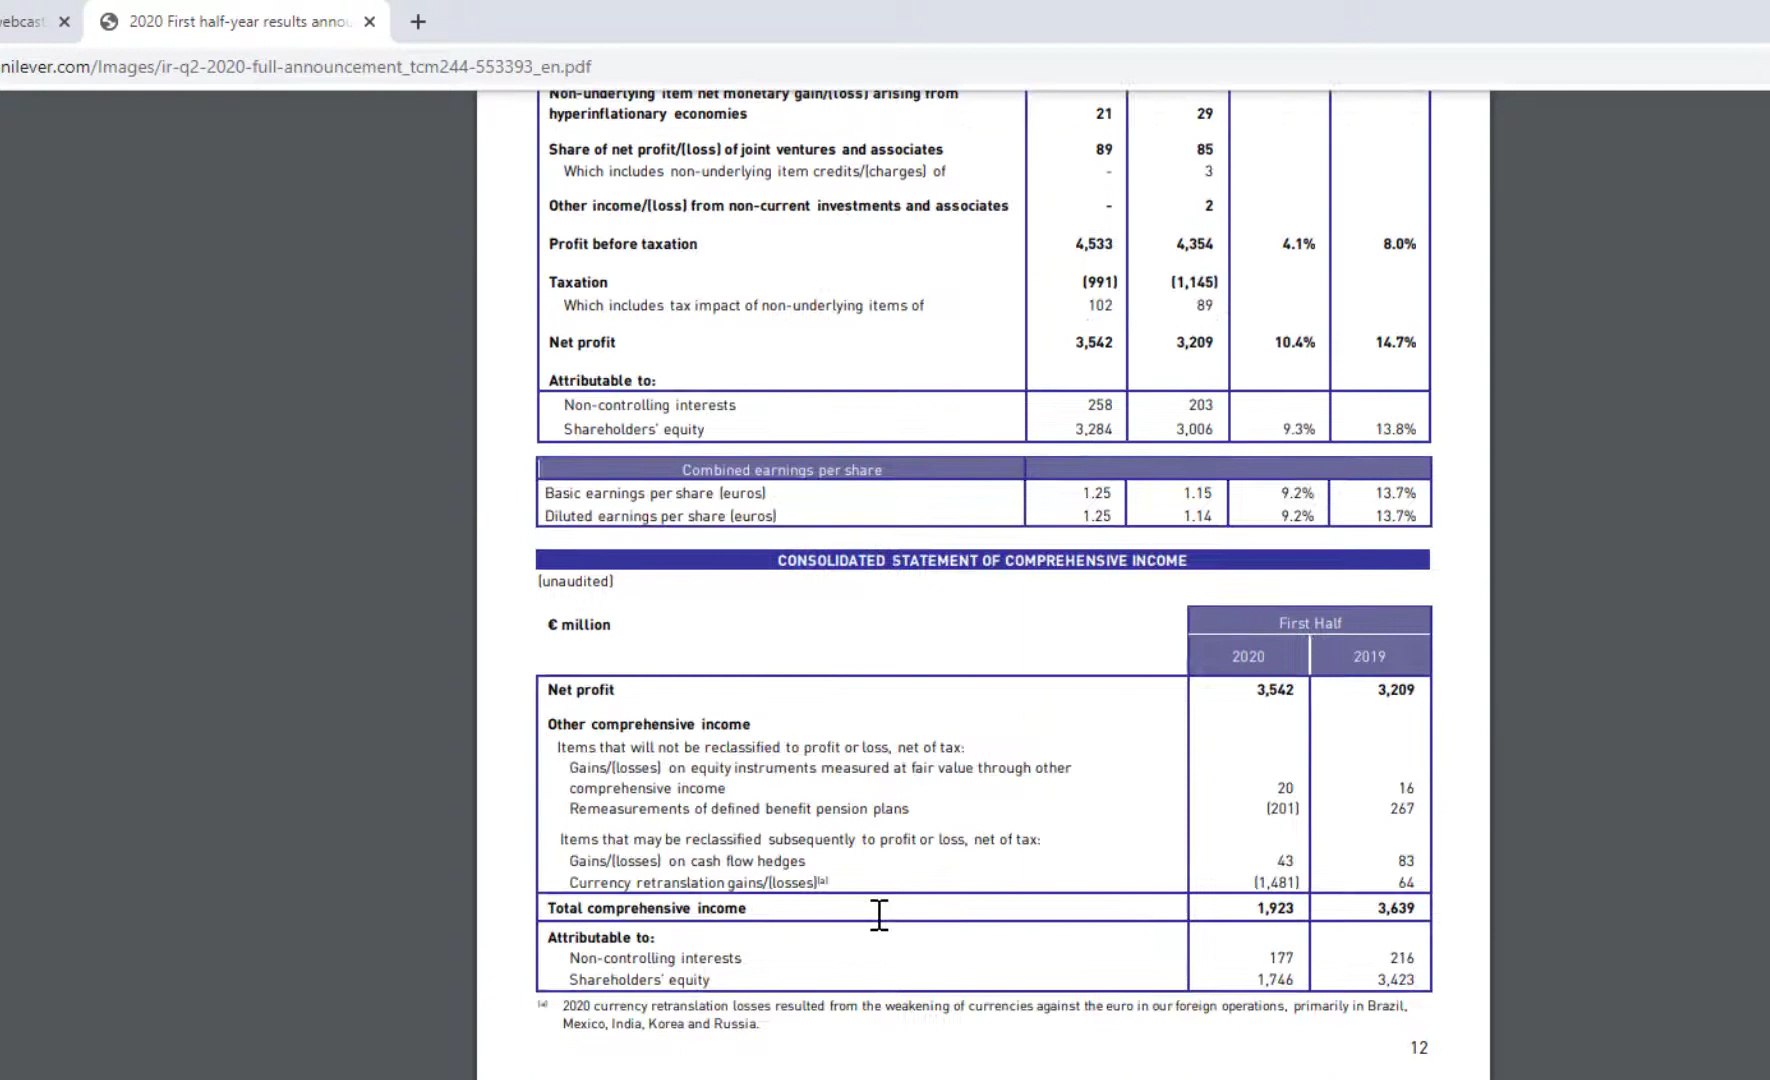 ebcast
2020 First half-year results anno
nilever.com/Images/ir-q2-2020-full-announcement_tcm244-553393_en.pdf
Non-underlying item net monetary gain/(loss) arising from
hyperinflationary economies 21 29
Share of net profit/(loss) of joint ventures and associates 89 85
Which includes non-underlying item credits/(charges) of - 3
Other income/(loss) from non-current investments and associates - 2
Profit before taxation 4,533 4,354 4.1% 8.0%
Taxation (991) (1,145)
Which includes tax impact of non-underlying items of 102 89
Net profit 3,542 3,209 10.4% 14.7%
Attributable to:
Non-controlling interests 258 203
Shareholders' equity 3,284 3,006 9.3% 13.8%
Combined earnings per share
Basic earnings per share (euros) 1.25 1.15 9.2% 13.7%
Diluted earnings per share (euros) 1.25 1.14 9.2% 13.7%
CONSOLIDATED STATEMENT OF COMPREHENSIVE INCOME
(unaudited)
€ million First Half
2020 2019
Net profit 3,542 3,209
Other comprehensive income
Items that will not be reclassified to profit or loss, net of tax:
Gains/(losses) on equity instruments measured at fair value through other
comprehensive income 20 16
Remeasurements of defined benefit pension plans (201) 267
Items that may be reclassified subsequently to profit or loss, net of tax:
Gains/(losses) on cash flow hedges 43 83
Currency retranslation gains/(losses)(a) (1,481) 64
Total comprehensive income 1,923 3,639
Attributable to:
Non-controlling interests 177 216
Shareholders' equity 1,746 3,423
(a) 2020 currency retranslation losses resulted from the weakening of currencies against the euro in our foreign operations, primarily in Brazil,
Mexico, India, Korea and Russia.
12